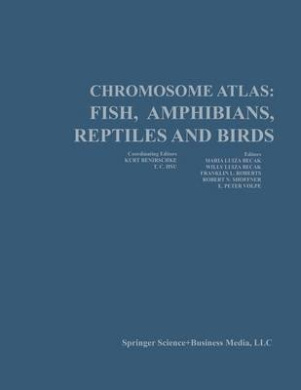 CHROMOSOME ATLAS:
FISH, AMPHIBIANS,
REPTILES AND BIRDS
Coordinating Editors
KURT BENIRSCHKE
T. C. HSU
Editors
MARIA LUIZA BECAK
WILLY LUIZA BECAK
FRANKLIN L. ROBERTS
ROBERT N. SHOFFNER
E. PETER VOLPE
Springer Science+Business Media, LLC